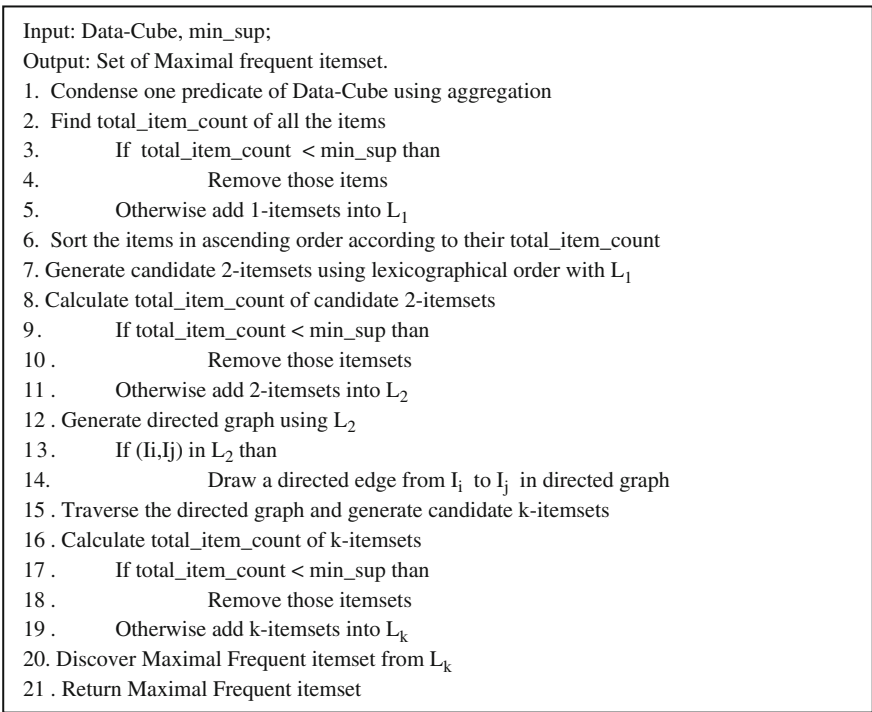 Input: Data-Cube, min_sup;
Output: Set of Maximal frequent itemset.
1. Condense one predicate of Data-Cube using aggregation
2. Find total_item_count of all the items
3. If total_item_count < min_sup than
4. Remove those items
5. Otherwise add 1-itemsets into L1
6. Sort the items in ascending order according to their total_item_count
7. Generate candidate 2-itemsets using lexicographical order with L1
8. Calculate total_item_count of candidate 2-itemsets
9. If total_item_count < min_sup than
10. Remove those itemsets
11. Otherwise add 2-itemsets into L2
12. Generate directed graph using L2
13. If (Ii,Ij) in L2 than
14. Draw a directed edge from Ii to Ij in directed graph
15. Traverse the directed graph and generate candidate k-itemsets
16. Calculate total_item_count of k-itemsets
17. If total_item_count < min_sup than
18. Remove those itemsets
19. Otherwise add k-itemsets into Lk
20. Discover Maximal Frequent itemset from Lk
21. Return Maximal Frequent itemset